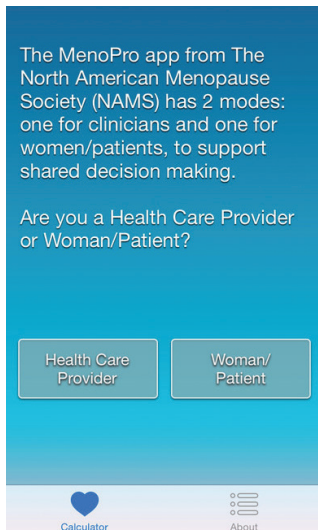 The MenoPro app from The
North American Menopause
Society (NAMS) has 2 modes:
one for clinicians and one for
women/patients, to support
shared decision making.
Are you a Health Care Provider
or Woman/Patient?
Health Care
Provider
Woman/
Patient
Calculator
About